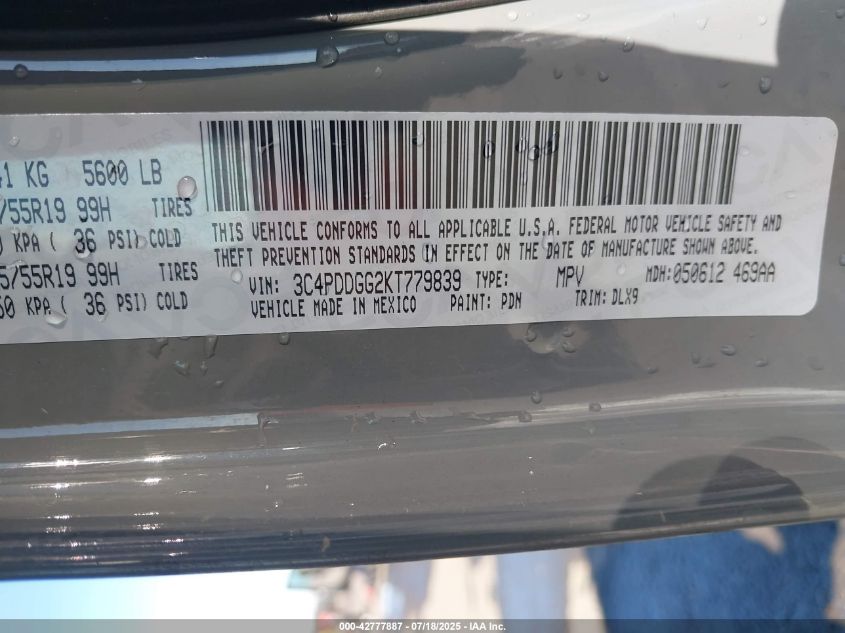 KG 5600 LB
/55R19 99H TIRES
KPA ( 36 PSI) COLD
5/55R19 99H TIRES
KPA ( 36 PSI) COLD
THIS VEHICLE CONFORMS TO ALL APPLICABLE U.S.A. FEDERAL MOTOR VEHICLE SAFETY AND
THEFT PREVENTION STANDARDS IN EFFECT ON THE DATE OF MANUFACTURE SHOWN ABOVE.
VIN: 3C4PDDGG2KT779839 TYPE: MPV MDH: 050612 469AA
VEHICLE MADE IN MEXICO PAINT: PDN TRIM: DLX9
000-42777887 - 07/18/2025 - IAA Inc.